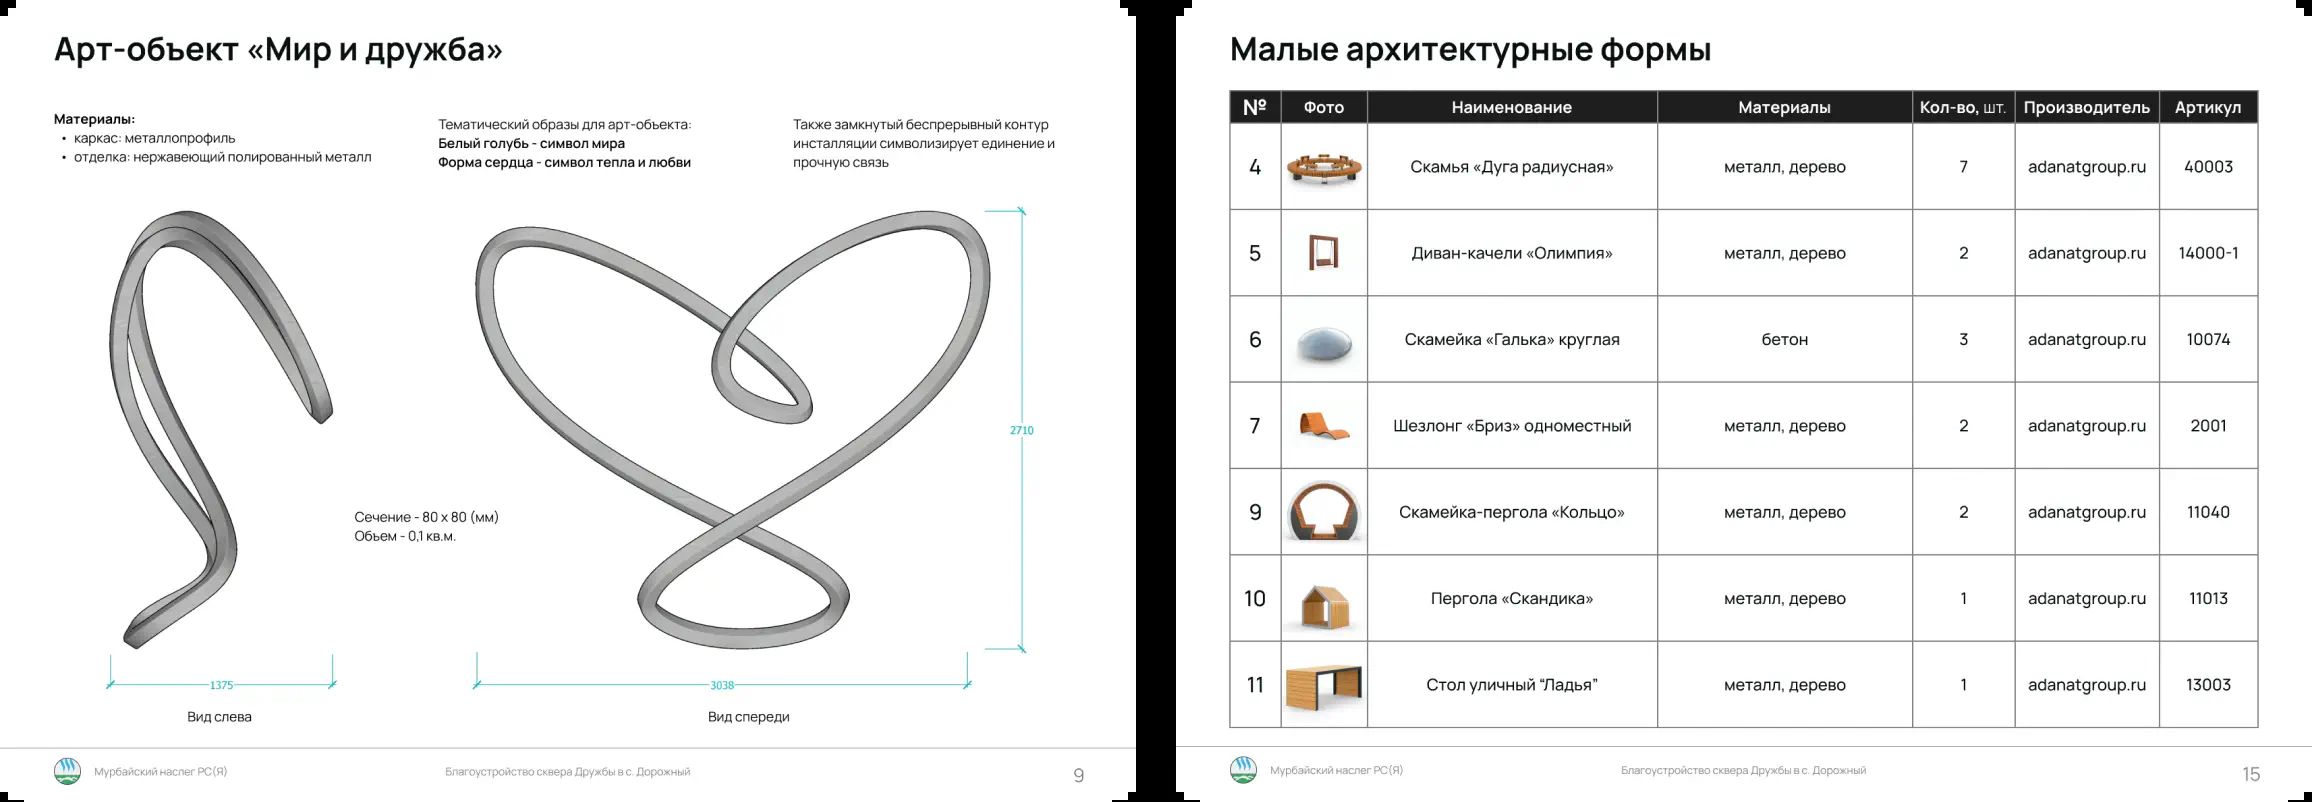 Арт-объект «Мир и дружба»
Материалы:
• каркас: металлопрофиль
• отделка: нержавеющий полированный металл
Тематический образы для арт-объекта:
Белый голубь - символ мира
Форма сердца - символ тепла и любви
Также замкнутый беспрерывный контур
инсталляции символизирует единение и
прочную связь
2710
Сечение - 80 х 80 (мм)
Объем - 0,1 кв.м.
1375
3038
Вид слева
Вид спереди
Мурбайский наслег РС(Я)
Благоустройство сквера Дружбы в с. Дорожный
9
Малые архитектурные формы
№ Фото Наименование Материалы Кол-во, шт. Производитель Артикул
4 Скамья «Дуга радиусная» металл, дерево 7 adanatgroup.ru 40003
5 Диван-качели «Олимпия» металл, дерево 2 adanatgroup.ru 14000-1
6 Скамейка «Галька» круглая бетон 3 adanatgroup.ru 10074
7 Шезлонг «Бриз» одноместный металл, дерево 2 adanatgroup.ru 2001
9 Скамейка-пергола «Кольцо» металл, дерево 2 adanatgroup.ru 11040
10 Пергола «Скандика» металл, дерево 1 adanatgroup.ru 11013
11 Стол уличный “Ладья” металл, дерево 1 adanatgroup.ru 13003
Мурбайский наслег РС(Я)
Благоустройство сквера Дружбы в с. Дорожный
15